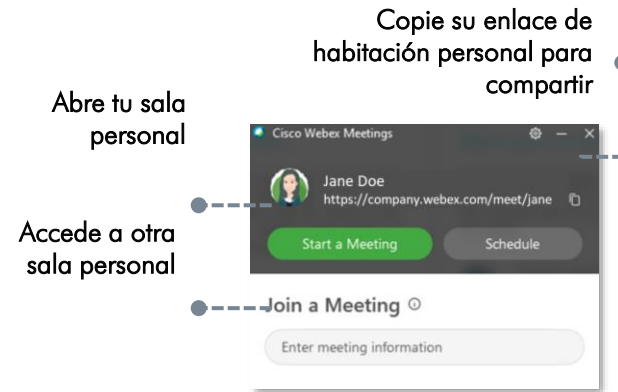 Copie su enlace de
habitación personal para
compartir
Abre tu sala
personal
Accede a otra
sala personal
Cisco Webex Meetings
Jane Doe
https://company.webex.com/meet/jane
Start a Meeting
Schedule
Join a Meeting
Enter meeting information